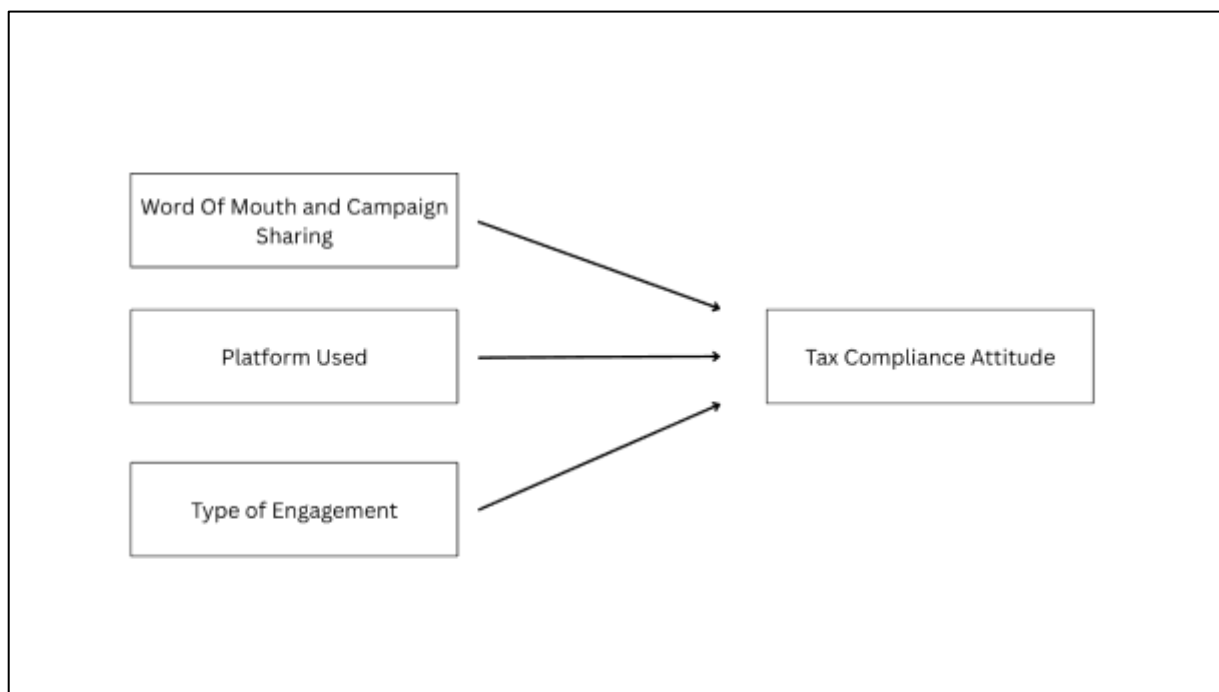 Word Of Mouth and Campaign
Sharing
Platform Used
Tax Compliance Attitude
Type of Engagement